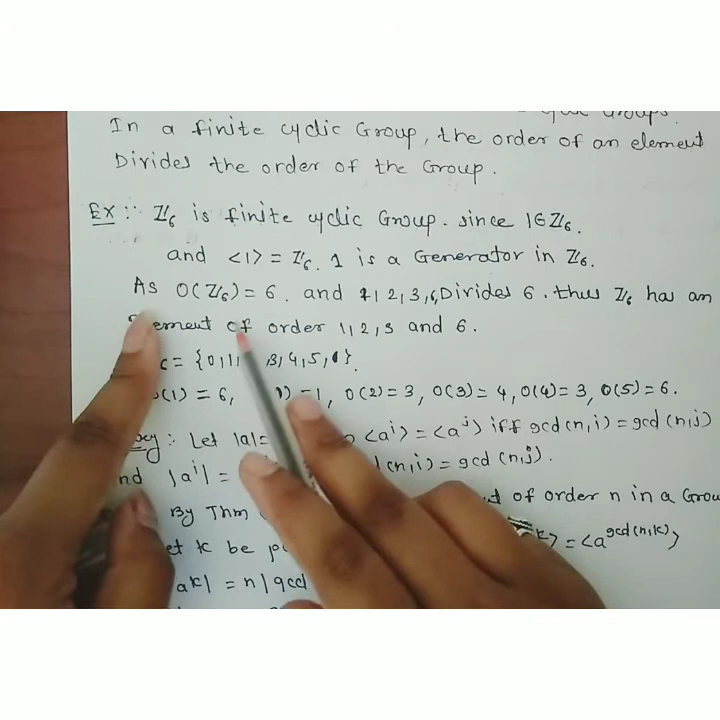 In a finite cyclic Group, the order of an element
Divides the order of the Group.
Ex :- Z6 is finite cyclic Group. since 1∈Z6.
and <1> = Z6. 1 is a Generator in Z6.
As O(Z6) = 6. and 1, 2, 3, 6, Divides 6. thus Z6 has an
of order 1, 2, 3 and 6.
= {0, 1, 3, 4, 5, }.
(1) = 6, =1, O(2) = 3, O(3) = 4, O(4) = 3, O(5) = 6.
: Let |a|= <a^i> = <a^j> iff gcd(n,i) = gcd(n,j)
|a^i| = (n,i) = gcd(n,j).
By Thm of order n in a
k be = <a^gcd(n,k)>
= n|gcd